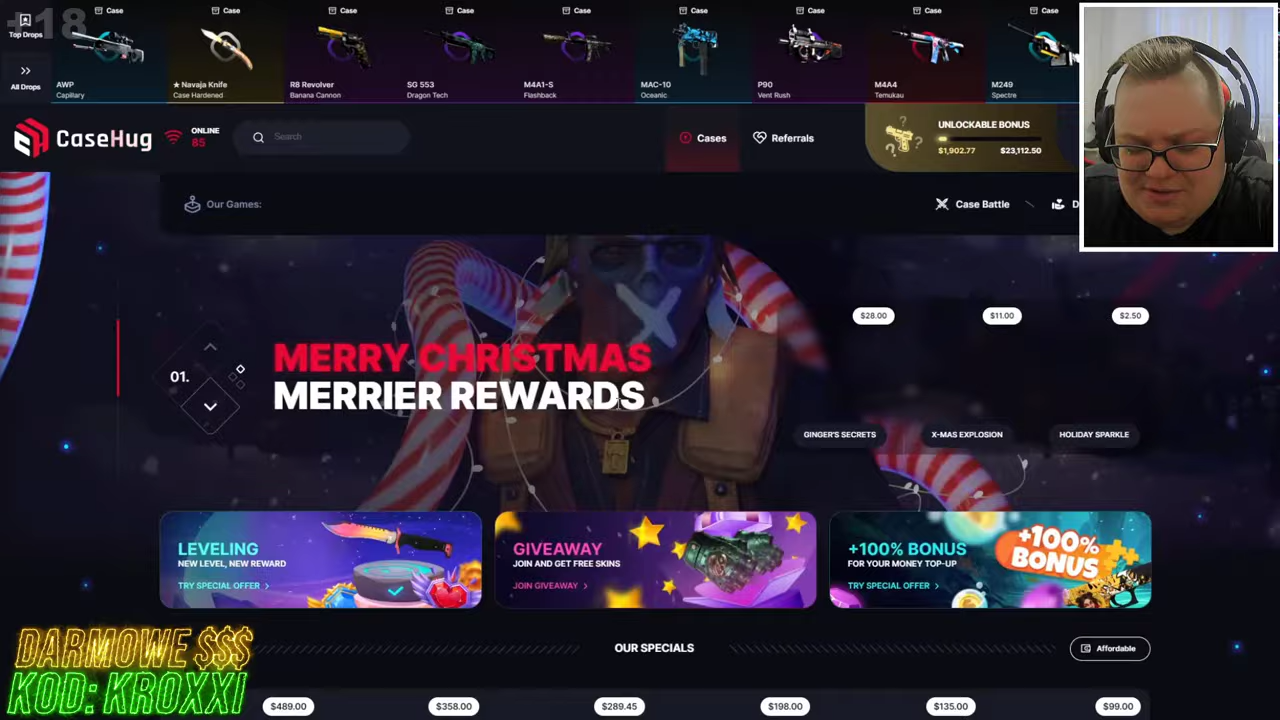 +18
Top Drops
All Drops
Case
AWP
Capillary
Case
★ Navaja Knife
Case Hardened
Case
R8 Revolver
Banana Cannon
Case
SG 553
Dragon Tech
Case
M4A1-S
Flashback
Case
MAC-10
Oceanic
Case
P90
Vent Rush
Case
M4A4
Temukau
Case
M249
Spectre
CaseHug
ONLINE
85
Search
Cases
Referrals
UNLOCKABLE BONUS
$1,902.77
$23,112.50
Our Games:
Case Battle
D
01.
MERRY CHRISTMAS
MERRIER REWARDS
$28.00
$11.00
$2.50
GINGER'S SECRETS
X-MAS EXPLOSION
HOLIDAY SPARKLE
LEVELING
NEW LEVEL, NEW REWARD
TRY SPECIAL OFFER >
GIVEAWAY
JOIN AND GET FREE SKINS
JOIN GIVEAWAY >
+100% BONUS
FOR YOUR MONEY TOP-UP
TRY SPECIAL OFFER >
+100%
BONUS
DARMOWE $$$
KOD: KROXXI
OUR SPECIALS
Affordable
$489.00
$358.00
$289.45
$198.00
$135.00
$99.00